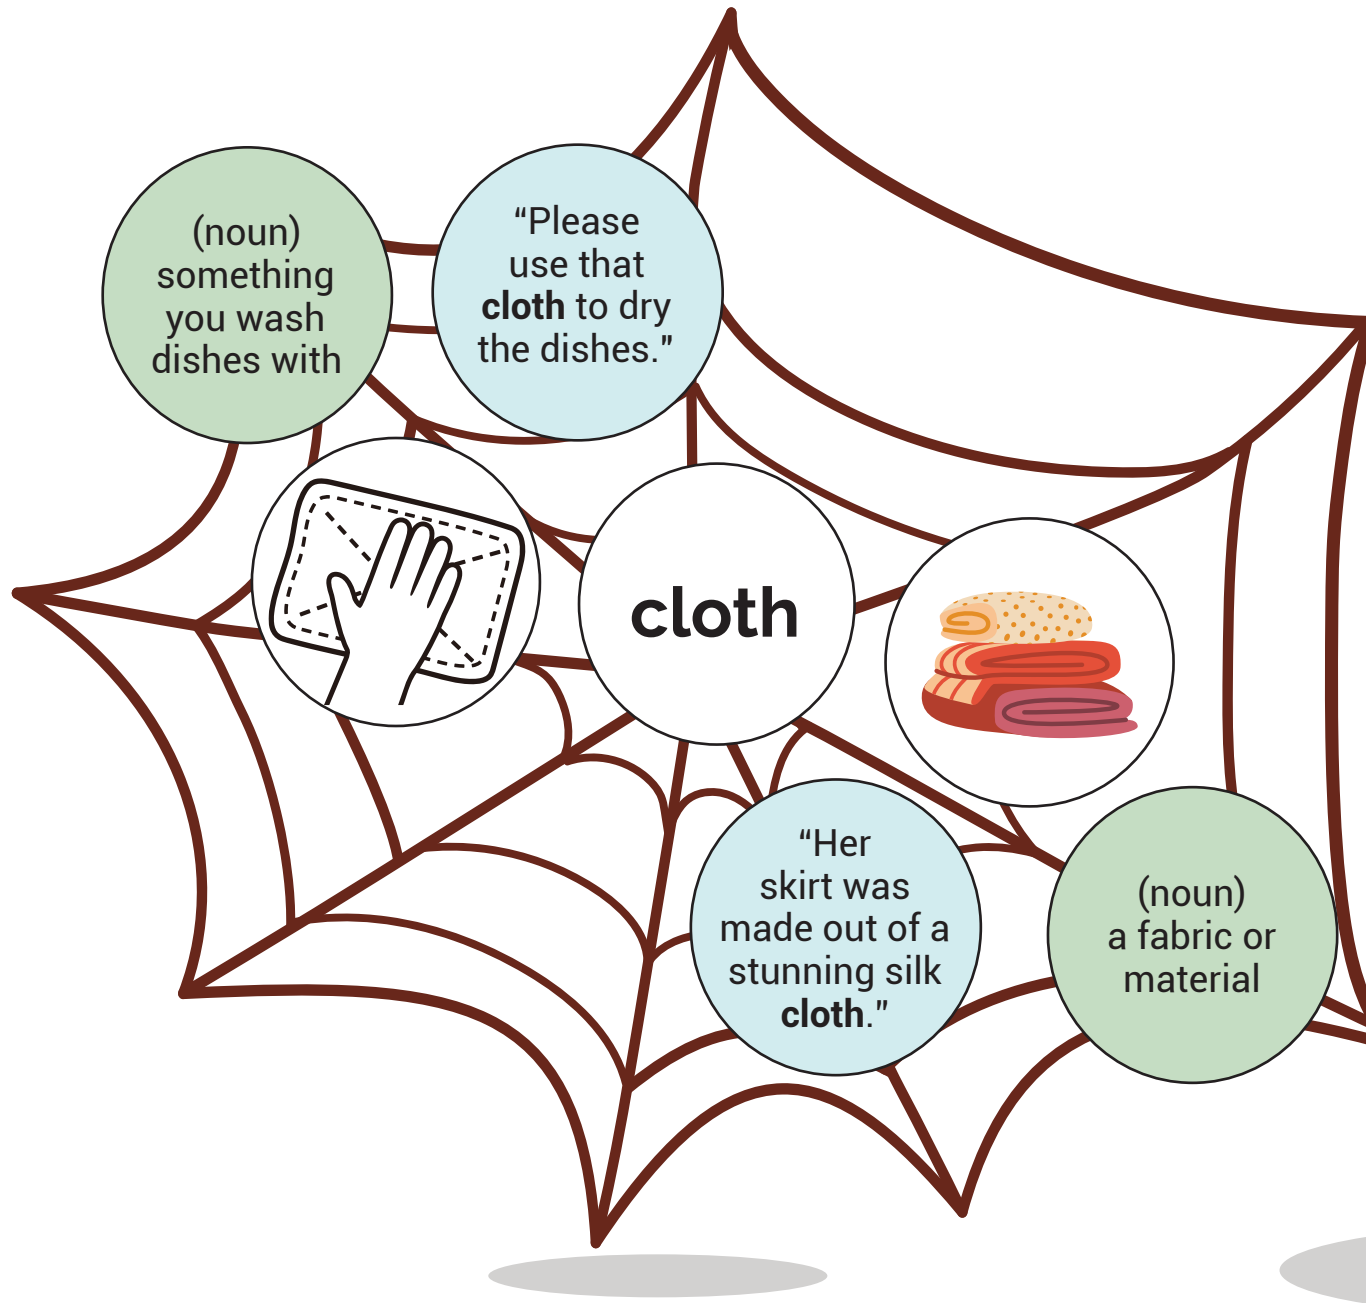 (noun)
something
you wash
dishes with
“Please
use that
cloth to dry
the dishes.”
cloth
“Her
skirt was
made out of a
stunning silk
cloth.”
(noun)
a fabric or
material